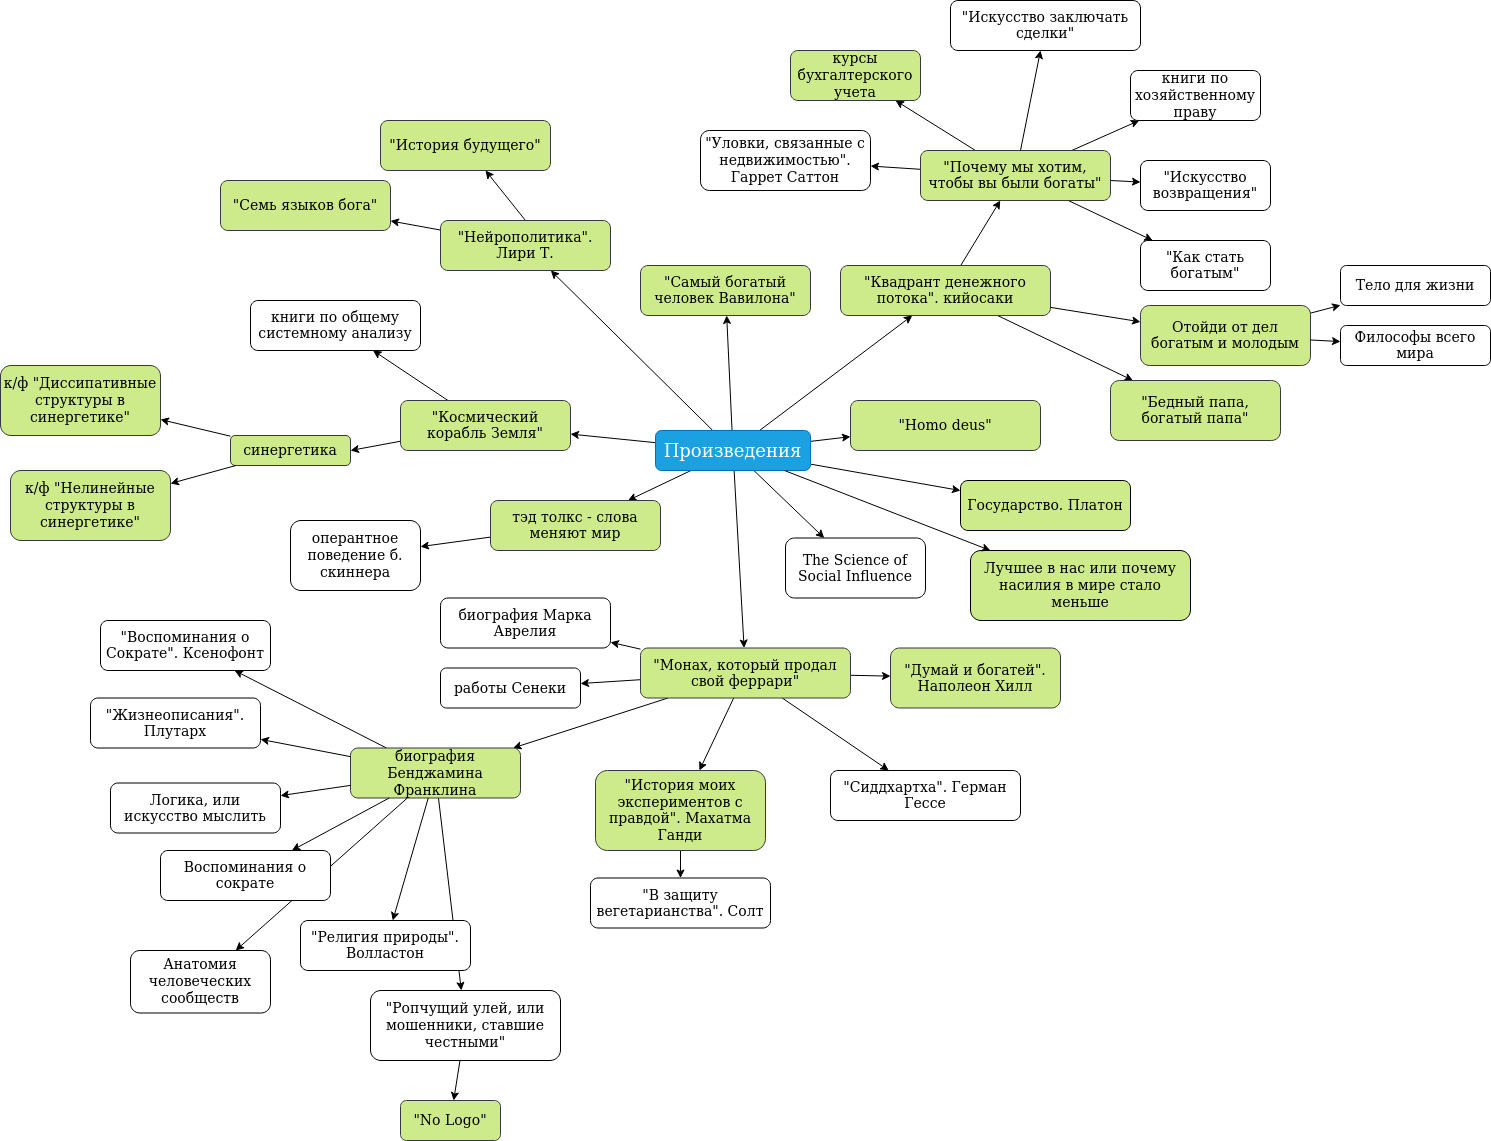 "Искусство заключать
сделки"
курсы
бухгалтерского
учета
книги по
хозяйственному
праву
"Уловки, связанные с
недвижимостью".
Гаррет Саттон
"Почему мы хотим,
чтобы вы были богаты"
"Искусство
возвращения"
"Как стать
богатым"
"История будущего"
"Семь языков бога"
"Нейрополитика".
Лири Т.
"Самый богатый
человек Вавилона"
"Квадрант денежного
потока". кийосаки
Тело для жизни
Отойди от дел
богатым и молодым
Философы всего
мира
"Бедный папа,
богатый папа"
книги по общему
системному анализу
к/ф "Диссипативные
структуры в
синергетике"
"Космический
корабль Земля"
синергетика
к/ф "Нелинейные
структуры в
синергетике"
Произведения
"Homo deus"
Государство. Платон
тэд толкс - слова
меняют мир
оперантное
поведение б.
скиннера
The Science of
Social Influence
Лучшее в нас или почему
насилия в мире стало
меньше
биография Марка
Аврелия
"Воспоминания о
Сократе". Ксенофонт
"Монах, который продал
свой феррари"
"Думай и богатей".
Наполеон Хилл
работы Сенеки
"Жизнеописания".
Плутарх
биография
Бенджамина
Франклина
Логика, или
искусство мыслить
"История моих
экспериментов с
правдой". Махатма
Ганди
"Сиддхартха". Герман
Гессе
Воспоминания о
сократе
"В защиту
вегетарианства". Солт
"Религия природы".
Волластон
Анатомия
человеческих
сообществ
"Ропчущий улей, или
мошенники, ставшие
честными"
"No Logo"